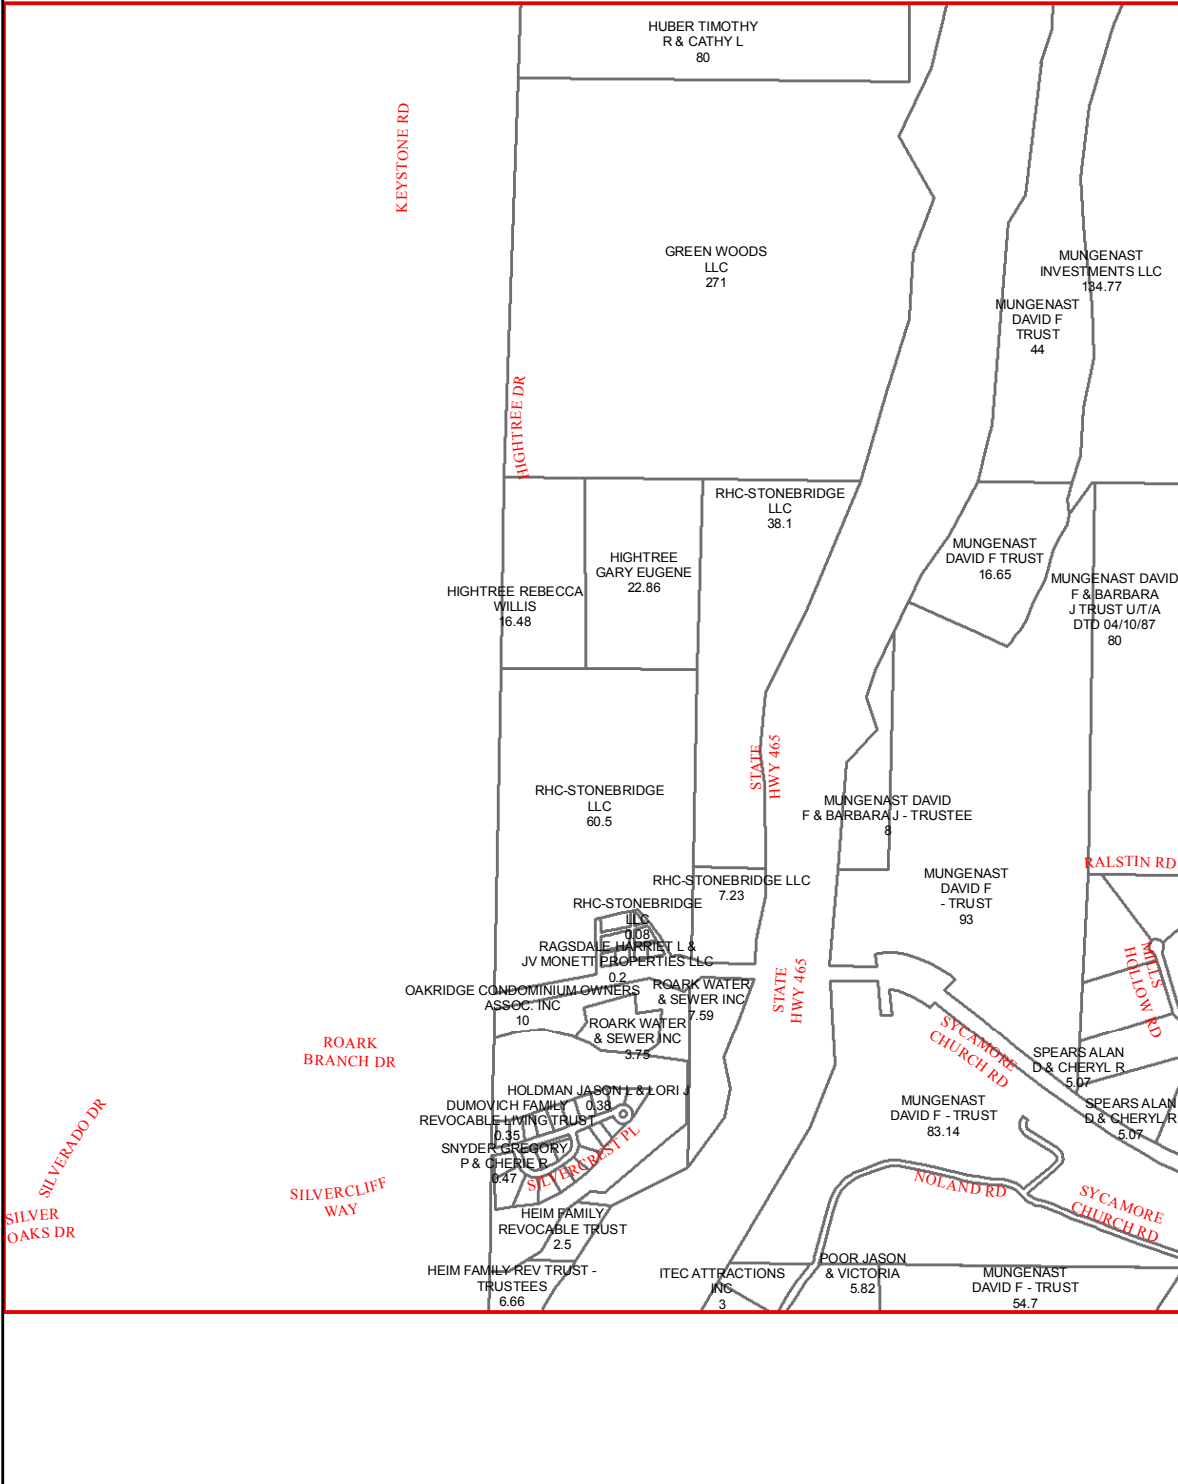 HUBER TIMOTHY
R & CATHY L
80
KEYSTONE RD
GREEN WOODS
LLC
271
MUNGENAST
INVESTMENTS LLC
134.77
MUNGENAST
DAVID F
TRUST
44
HIGHTREE DR
RHC-STONEBRIDGE
LLC
38.1
HIGHTREE
GARY EUGENE
22.86
MUNGENAST
DAVID F TRUST
16.65
HIGHTREE REBECCA
WILLIS
16.48
MUNGENAST DAVID
F & BARBARA
J TRUST U/T/A
DTD 04/10/87
80
STATE
HWY 465
RHC-STONEBRIDGE
LLC
60.5
MUNGENAST DAVID
F & BARBARA J - TRUSTEE
8
RALSTIN RD
RHC-STONEBRIDGE LLC
7.23
MUNGENAST
DAVID F
- TRUST
93
RHC-STONEBRIDGE
LLC
0.08
RAGSDALE HARRIET L &
JV MONETT PROPERTIES LLC
0.2
MILLS
HOLLOW RD
OAKRIDGE CONDOMINIUM OWNERS
ASSOC. INC
10
ROARK WATER
& SEWER INC
7.59
STATE
HWY 465
ROARK WATER
& SEWER INC
3.75
ROARK
BRANCH DR
SYCAMORE
CHURCH RD
SPEARS ALAN
D & CHERYL R
5.07
HOLDMAN JASON L & LORI J
0.38
DUMOVICH FAMILY
REVOCABLE LIVING TRUST
0.35
MUNGENAST
DAVID F - TRUST
83.14
SPEARS ALAN
D & CHERYL R
5.07
SILVERADO DR
SNYDER GREGORY
P & CHERIE R
0.47
SILVERCREST PL
SILVERCLIFF
WAY
NOLAND RD
SYCAMORE
CHURCH RD
SILVER
OAKS DR
HEIM FAMILY
REVOCABLE TRUST
2.5
HEIM FAMILY REV TRUST -
TRUSTEES
6.66
ITEC ATTRACTIONS
INC
3
POOR JASON
& VICTORIA
5.82
MUNGENAST
DAVID F - TRUST
54.7